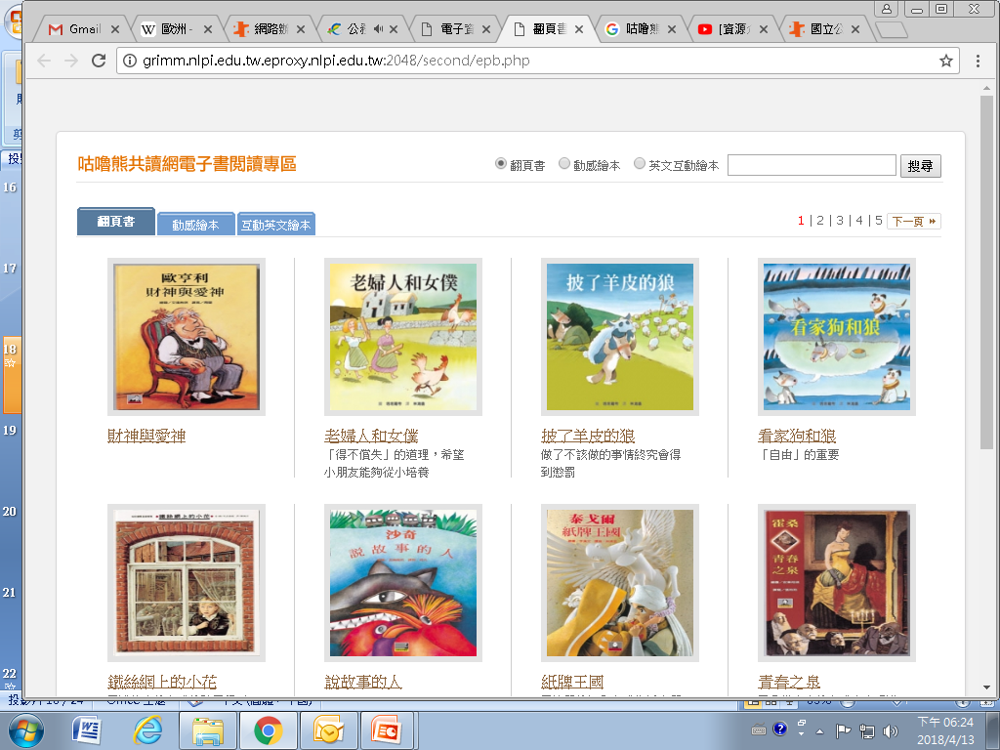 Gmail
歐洲 -
電子資
翻頁書
[資源
國立公
grimm.nlpi.edu.tw.eproxy.nlpi.edu.tw:2048/second/epb.php
咕嚕熊共讀網電子書閱讀專區
翻頁書 動感繪本 英文互動繪本 搜尋
翻頁書 動感繪本 互動英文繪本
1 | 2 | 3 | 4 | 5 下一頁
歐亨利
財神與愛神
老婦人和女僕
披了羊皮的狼
看家狗和狼
財神與愛神
老婦人和女僕
「得不償失」的道理，希望
小朋友能夠從小培養
披了羊皮的狼
做了不該做的事情終究會得
到懲罰
看家狗和狼
「自由」的重要
鐵絲網上的小花
沙奇
說故事的人
泰戈爾
紙牌王國
霍桑
青春
之泉
鐵絲網上的小花
說故事的人
紙牌王國
青春之泉
16
17
18
19
20
21
22
下午 06:24
2018/4/13